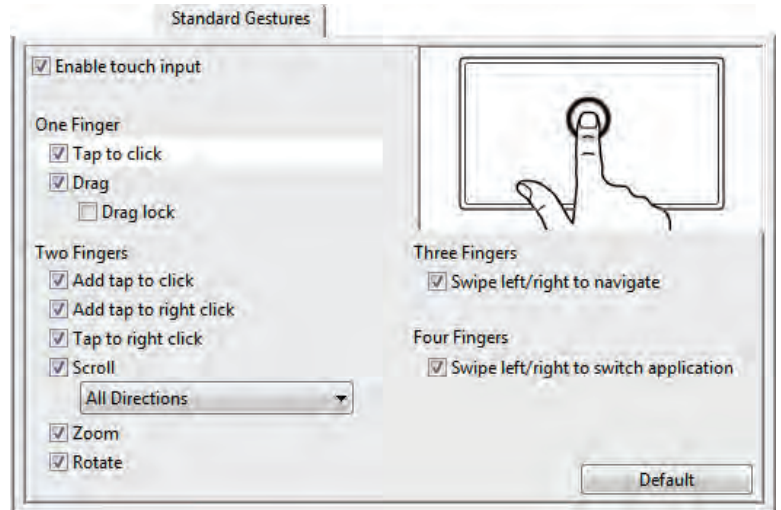 Standard Gestures
Enable touch input
One Finger
Tap to click
Drag
Drag lock
Two Fingers
Add tap to click
Add tap to right click
Tap to right click
Scroll
All Directions
Zoom
Rotate
Three Fingers
Swipe left/right to navigate
Four Fingers
Swipe left/right to switch application
Default